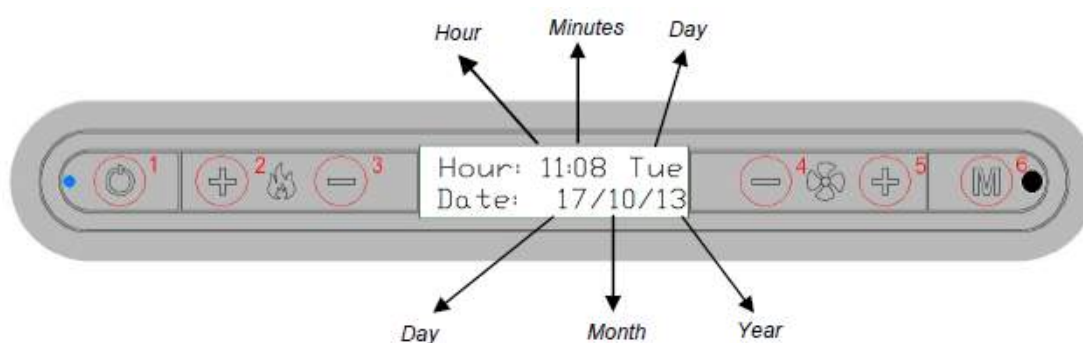 Hour Minutes Day
1 2 3 Hour: 11:08 Tue 4 5 M 6
Date: 17/10/13
Day Month Year